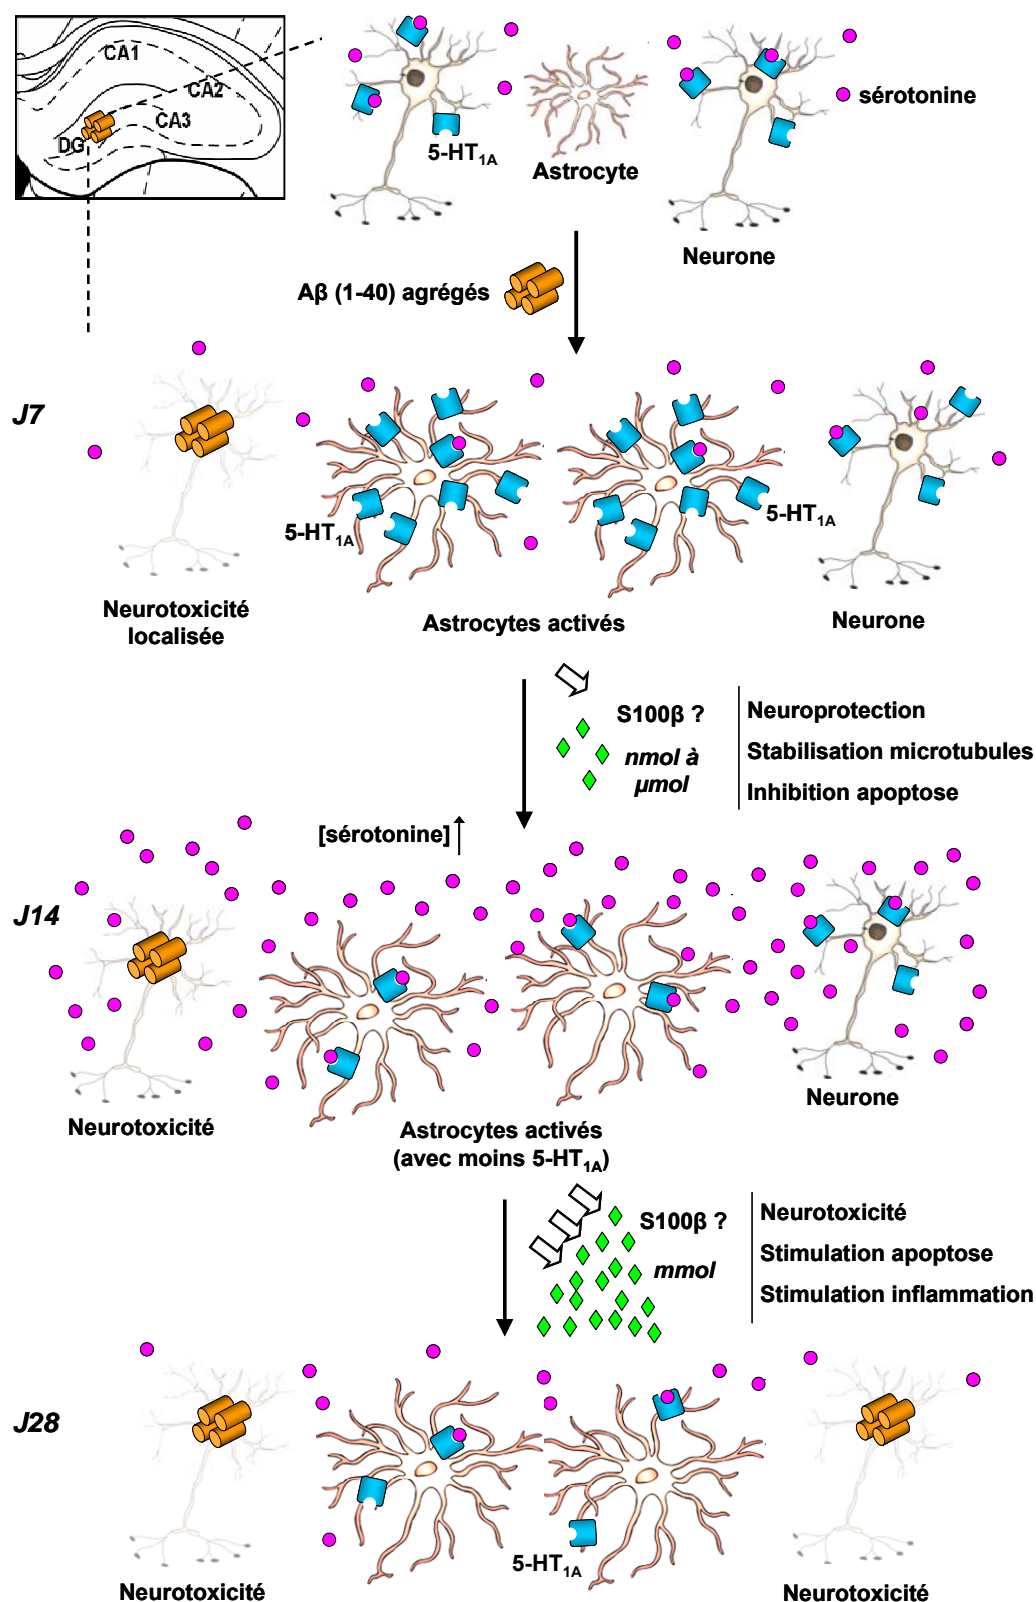 CA1
CA2
CA3
DG
sérotonine
5-HT1A
Astrocyte
Neurone
Aβ (1-40) agrégés
J7
5-HT1A
5-HT1A
Neurotoxicité
localisée
Astrocytes activés
Neurone
S100β ?
nmol à
µmol
Neuroprotection
Stabilisation microtubules
Inhibition apoptose
[sérotonine]
J14
Neurotoxicité
Astrocytes activés
(avec moins 5-HT1A)
Neurone
S100β ?
mmol
Neurotoxicité
Stimulation apoptose
Stimulation inflammation
J28
5-HT1A
Neurotoxicité
Neurotoxicité